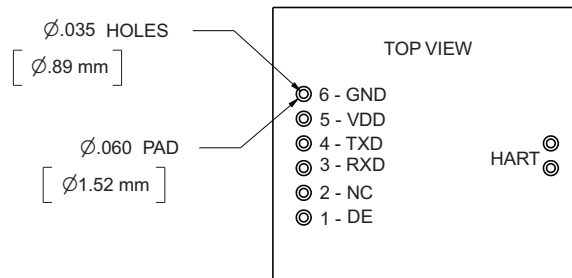 Ø.035 HOLES
[ Ø.89 mm ]
TOP VIEW
6 - GND
5 - VDD
4 - TXD
3 - RXD
2 - NC
1 - DE
Ø.060 PAD
[ Ø1.52 mm ]
HART